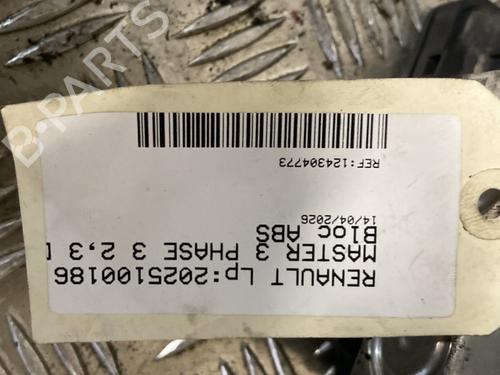 RENAULT Lp:2025100186
MASTER 3 PHASE 3 2,3 
Bloc ABS
14/04/2026
REF:124304773
B-PARTS